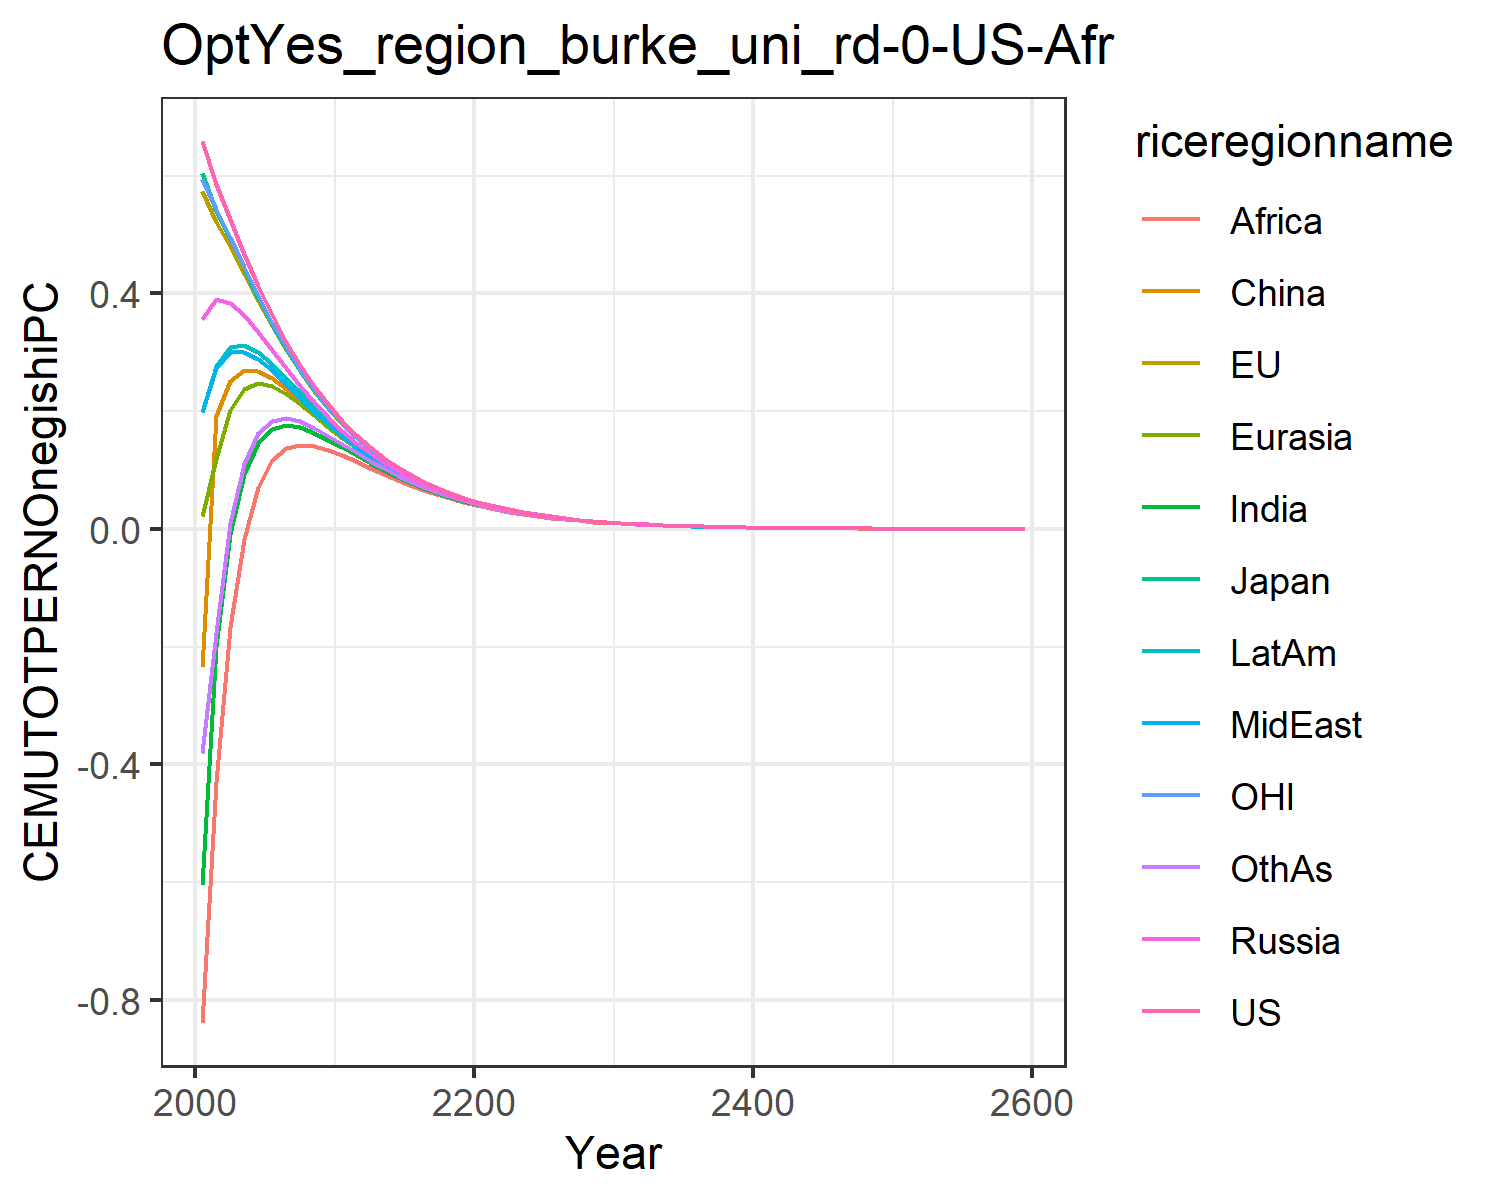 OptYes_region_burke_uni_rd-0-US-Afr
CEMUTOTPERNOnegishiPC
0.4
0.0
-0.4
-0.8
2000
2200
2400
2600
Year
riceregionname
Africa
China
EU
Eurasia
India
Japan
LatAm
MidEast
OHI
OthAs
Russia
US